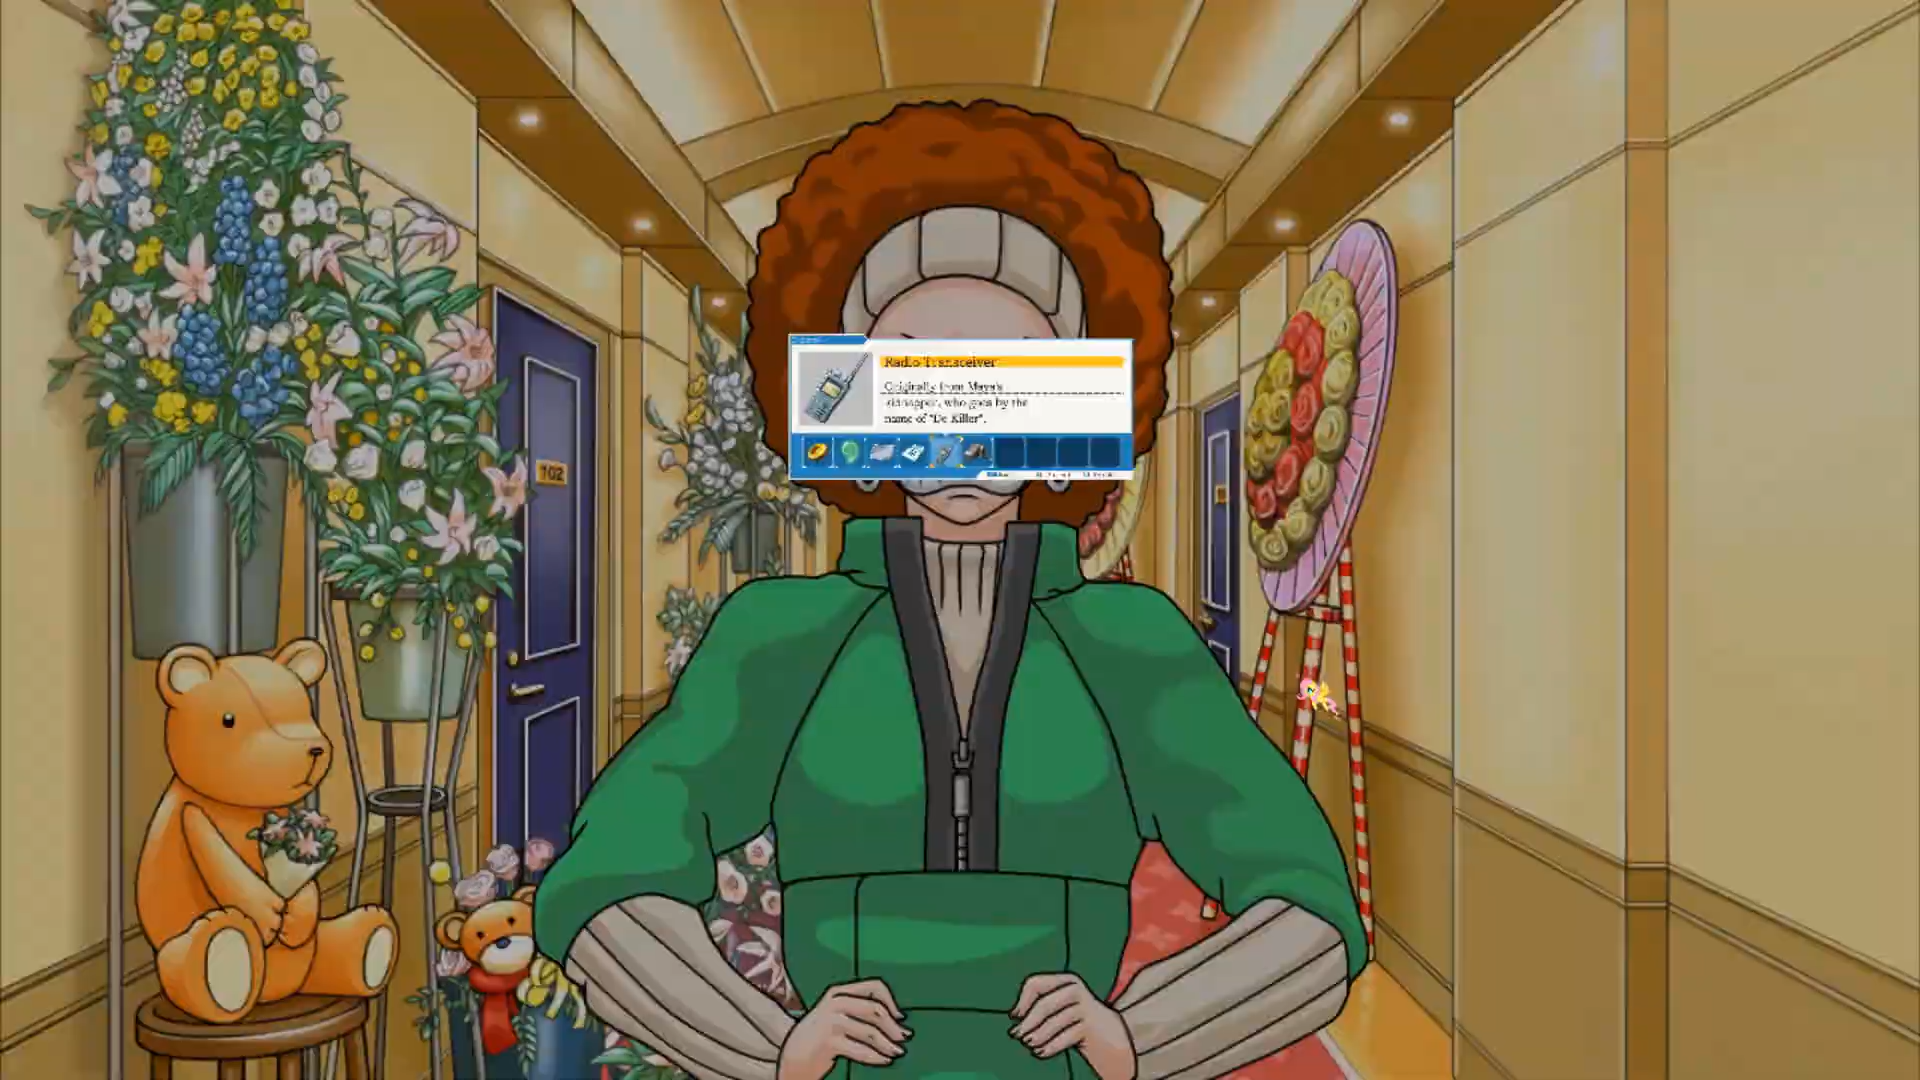 Radio Transceiver
Originally from Maya's
kidnapper, who goes by the
name of "De Killer".
102